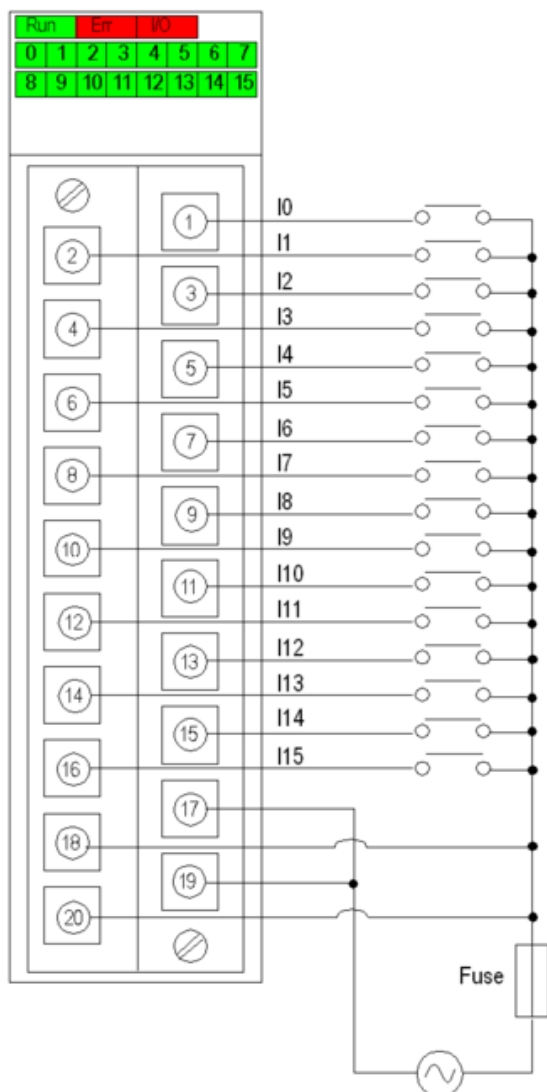 Run Err I/O
0 1 2 3 4 5 6 7
8 9 10 11 12 13 14 15
1 I0
2 I1
3 I2
4 I3
5 I4
6 I5
7 I6
8 I7
9 I8
10 I9
11 I10
12 I11
13 I12
14 I13
15 I14
16 I15
17
18
19
20
Fuse